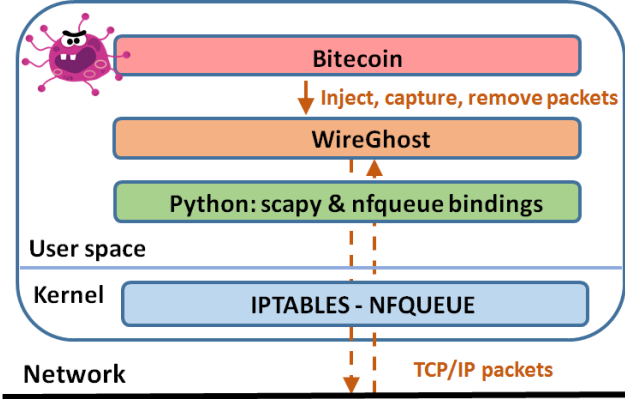 Bitecoin
Inject, capture, remove packets
WireGhost
Python: scapy & nfqueue bindings
User space
Kernel
IPTABLES - NFQUEUE
TCP/IP packets
Network